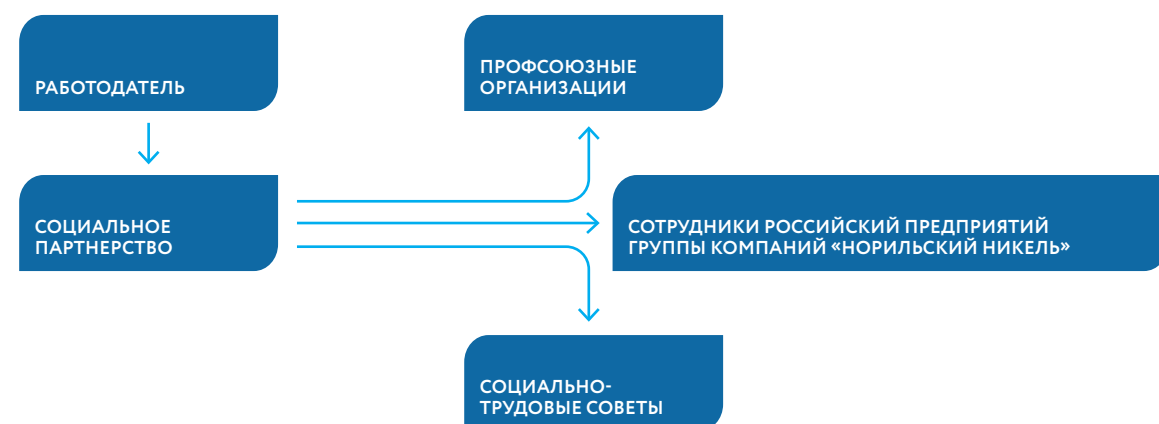 РАБОТОДАТЕЛЬ
ПРОФСОЮЗНЫЕ
ОРГАНИЗАЦИИ
СОЦИАЛЬНОЕ
ПАРТНЕРСТВО
СОТРУДНИКИ РОССИЙСКИЙ ПРЕДПРИЯТИЙ
ГРУППЫ КОМПАНИЙ «НОРИЛЬСКИЙ НИКЕЛЬ»
СОЦИАЛЬНО-
ТРУДОВЫЕ СОВЕТЫ